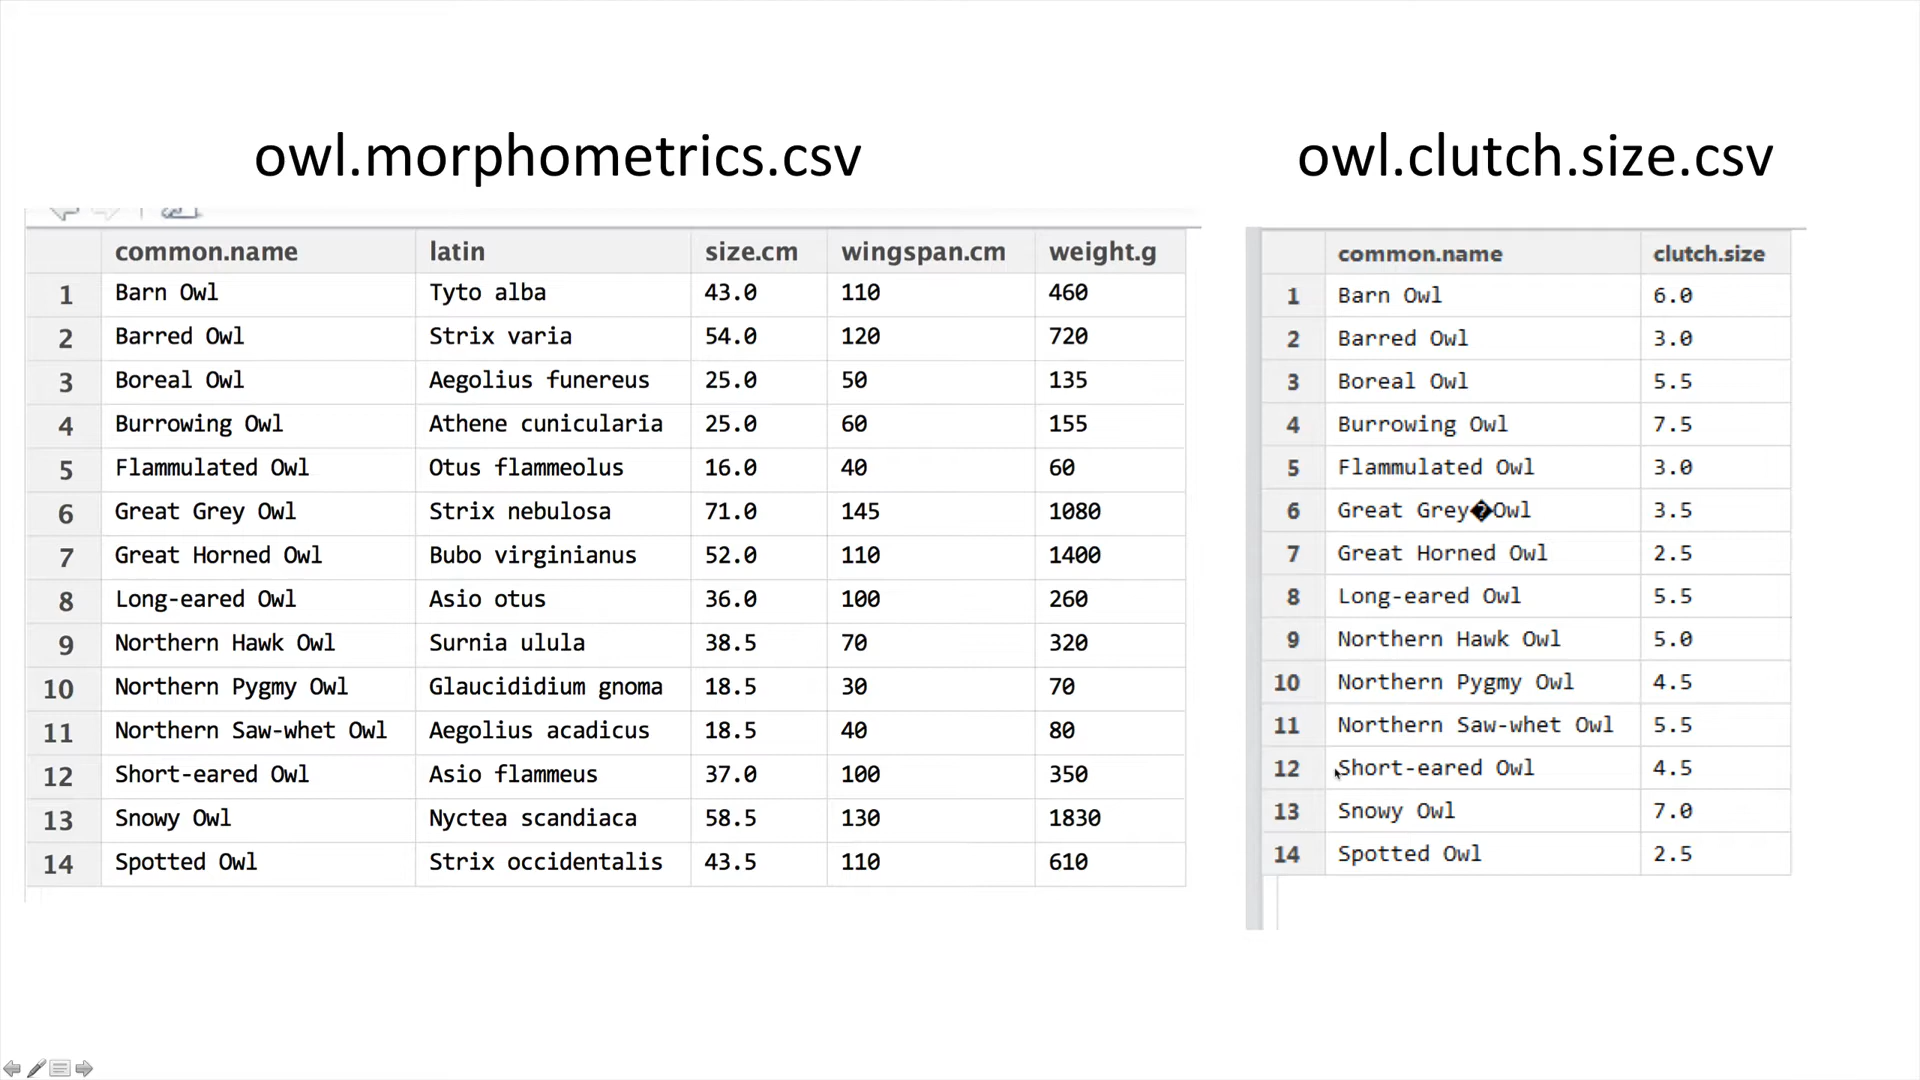 owl.morphometrics.csv
common.name latin size.cm wingspan.cm weight.g
1 Barn Owl Tyto alba 43.0 110 460
2 Barred Owl Strix varia 54.0 120 720
3 Boreal Owl Aegolius funereus 25.0 50 135
4 Burrowing Owl Athene cunicularia 25.0 60 155
5 Flammulated Owl Otus flammeolus 16.0 40 60
6 Great Grey Owl Strix nebulosa 71.0 145 1080
7 Great Horned Owl Bubo virginianus 52.0 110 1400
8 Long-eared Owl Asio otus 36.0 100 260
9 Northern Hawk Owl Surnia ulula 38.5 70 320
10 Northern Pygmy Owl Glaucididium gnoma 18.5 30 70
11 Northern Saw-whet Owl Aegolius acadicus 18.5 40 80
12 Short-eared Owl Asio flammeus 37.0 100 350
13 Snowy Owl Nyctea scandiaca 58.5 130 1830
14 Spotted Owl Strix occidentalis 43.5 110 610
owl.clutch.size.csv
common.name clutch.size
1 Barn Owl 6.0
2 Barred Owl 3.0
3 Boreal Owl 5.5
4 Burrowing Owl 7.5
5 Flammulated Owl 3.0
6 Great Grey�Owl 3.5
7 Great Horned Owl 2.5
8 Long-eared Owl 5.5
9 Northern Hawk Owl 5.0
10 Northern Pygmy Owl 4.5
11 Northern Saw-whet Owl 5.5
12 Short-eared Owl 4.5
13 Snowy Owl 7.0
14 Spotted Owl 2.5